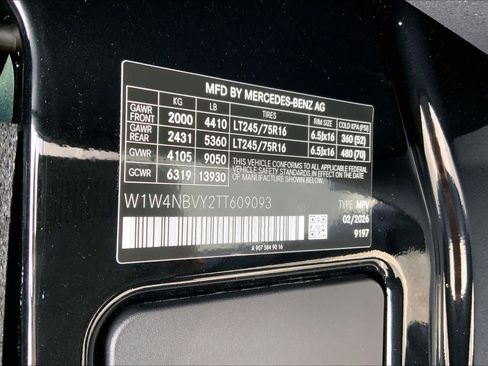 MFD BY MERCEDES-BENZ AG
KG LB TIRES RIM SIZE COLD KPA (PSI)
GAWR FRONT 2000 4410 LT245/75R16 6.5Jx16 360 (52)
GAWR REAR 2431 5360 LT245/75R16 6.5Jx16 480 (70)
GVWR 4105 9050 THIS VEHICLE CONFORMS TO ALL APPLICABLE
GCWR 6319 13930 FEDERAL MOTOR VEHICLE SAFETY STANDARDS
IN EFFECT ON THE DATE OF MANUFACTURE
SHOWN ABOVE.
W1W4NBVY2TT609093 TYPE: MPV
02/2026
9197
A 907 584 90 16